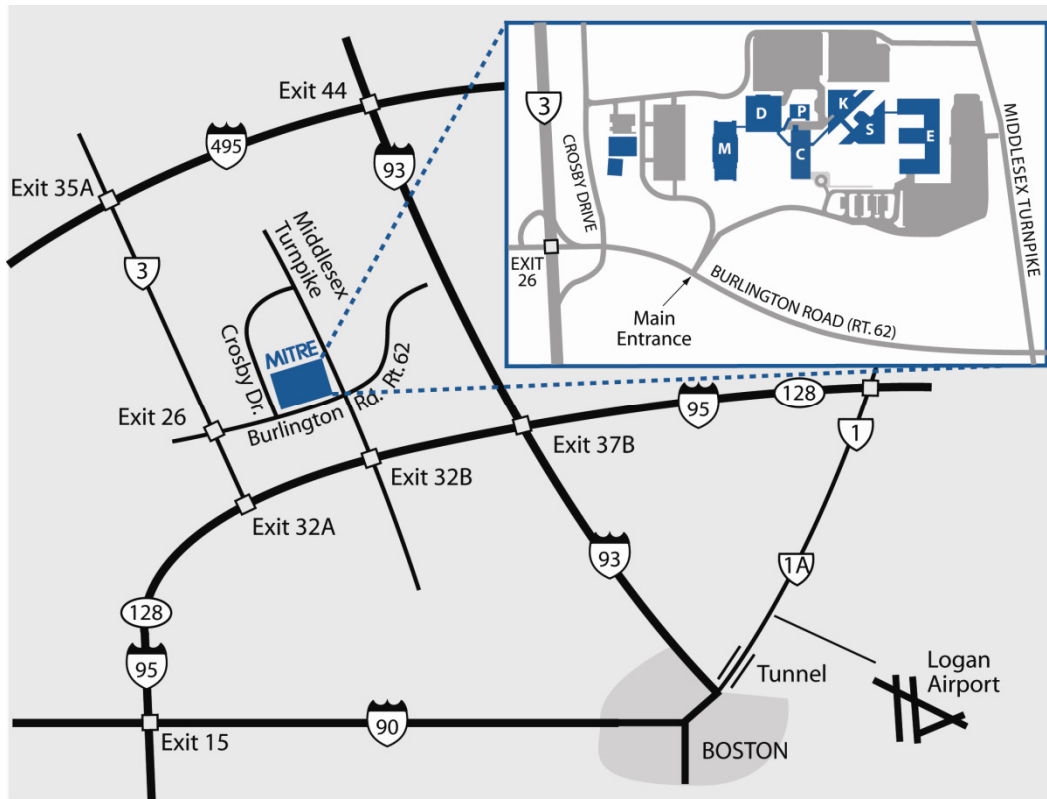 Exit 44
495
93
Exit 35A
3
Middlesex
Turnpike
MITRE
Crosby Dr.
Rt. 62
Rd.
Burlington
Exit 26
Exit 32B
Exit 32A
Exit 37B
95
128
1
1A
93
128
95
90
Exit 15
BOSTON
Tunnel
Logan
Airport
3
CROSBY DRIVE
EXIT
26
M
D
P
K
S
C
E
MIDDLESEX TURNPIKE
BURLINGTON ROAD (RT. 62)
Main
Entrance